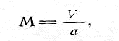 M = V/a,